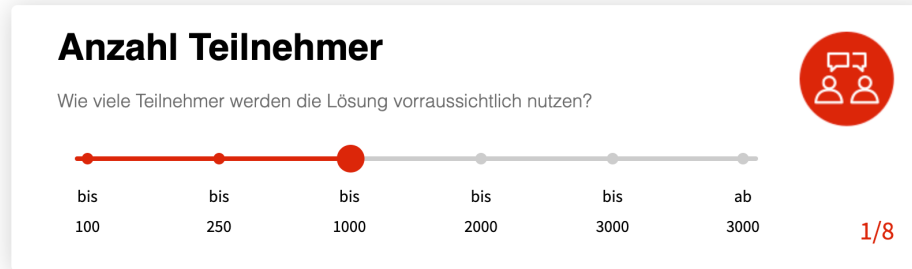 Anzahl Teilnehmer
Wie viele Teilnehmer werden die Lösung vorraussichtlich nutzen?
bis bis bis bis bis ab
100 250 1000 2000 3000 3000
1/8